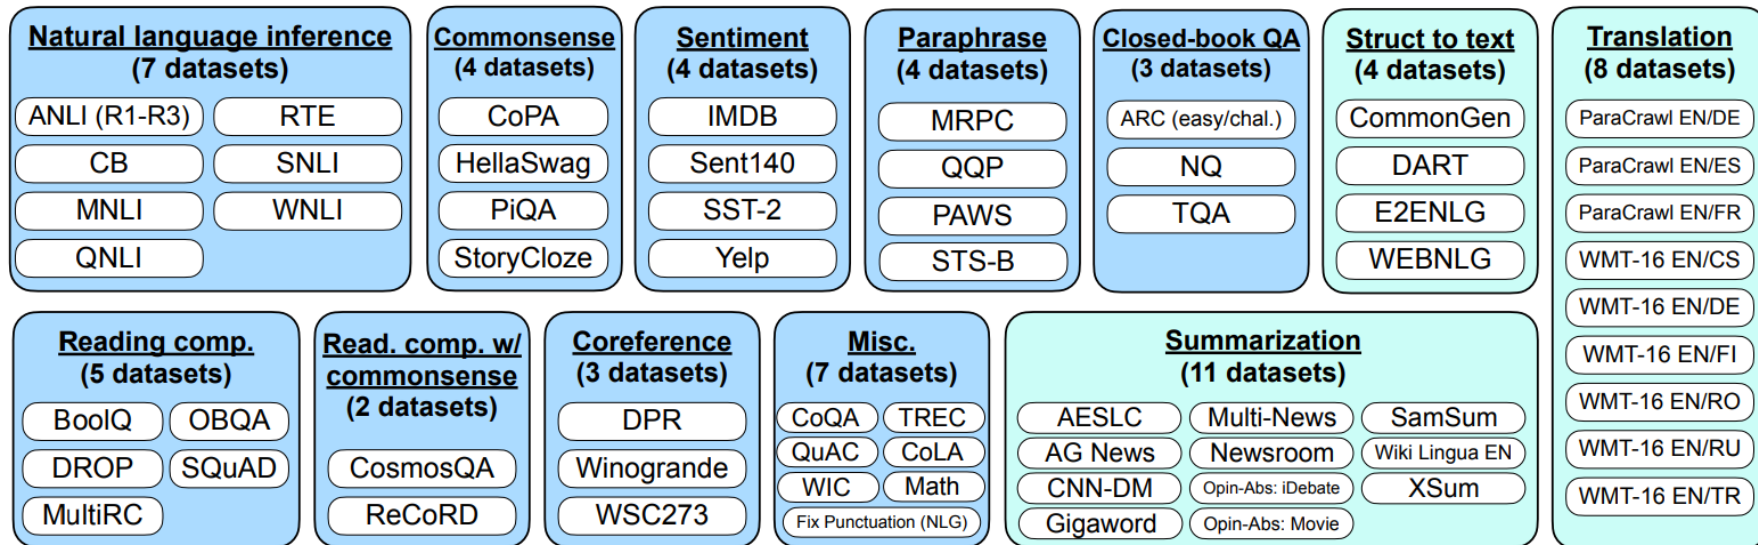 Natural language inference
(7 datasets)
ANLI (R1-R3)
RTE
CB
SNLI
MNLI
WNLI
QNLI
Commonsense
(4 datasets)
CoPA
HellaSwag
PiQA
StoryCloze
Sentiment
(4 datasets)
IMDB
Sent140
SST-2
Yelp
Paraphrase
(4 datasets)
MRPC
QQP
PAWS
STS-B
Closed-book QA
(3 datasets)
ARC (easy/chal.)
NQ
TQA
Struct to text
(4 datasets)
CommonGen
DART
E2ENLG
WEBNLG
Translation
(8 datasets)
ParaCrawl EN/DE
ParaCrawl EN/ES
ParaCrawl EN/FR
WMT-16 EN/CS
WMT-16 EN/DE
WMT-16 EN/FI
WMT-16 EN/RO
WMT-16 EN/RU
WMT-16 EN/TR
Reading comp.
(5 datasets)
BoolQ
OBQA
DROP
SQuAD
MultiRC
Read. comp. w/
commonsense
(2 datasets)
CosmosQA
ReCoRD
Coreference
(3 datasets)
DPR
Winogrande
WSC273
Misc.
(7 datasets)
CoQA
TREC
QuAC
CoLA
WIC
Math
Fix Punctuation (NLG)
Summarization
(11 datasets)
AESLC
Multi-News
SamSum
AG News
Newsroom
Wiki Lingua EN
CNN-DM
Opin-Abs: iDebate
XSum
Gigaword
Opin-Abs: Movie